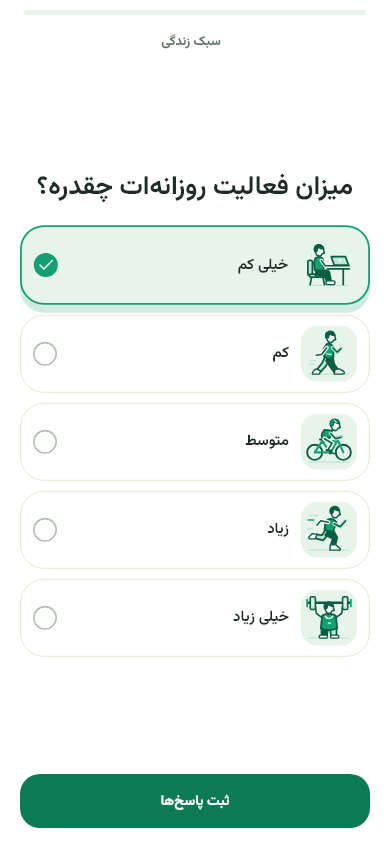 سبک زندگی
میزان فعالیت روزانه‌ات چقدره؟
خیلی کم
کم
متوسط
زیاد
خیلی زیاد
ثبت پاسخ‌ها